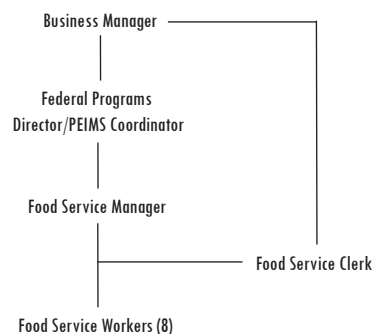 Business Manager
Federal Programs
Director/PEIMS Coordinator
Food Service Manager
Food Service Clerk
Food Service Workers (8)